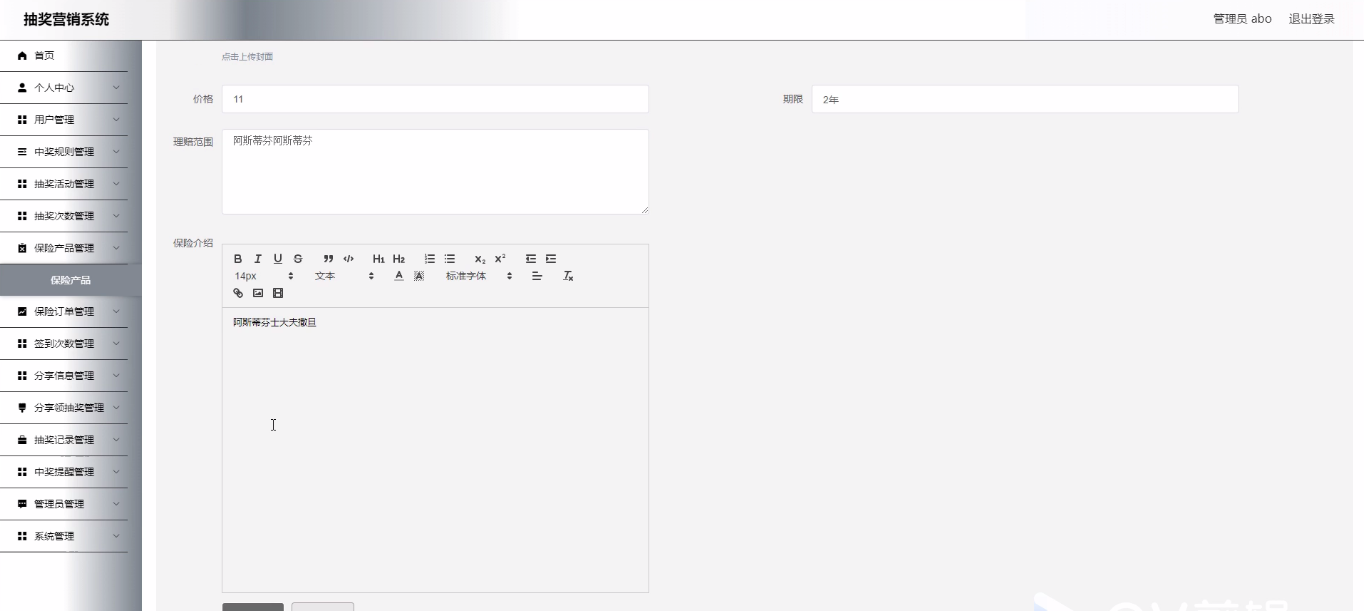 抽奖营销系统
管理员 abo 退出登录
首页
个人中心
用户管理
中奖规则管理
抽奖活动管理
抽奖次数管理
保险产品管理
保险产品
保险订单管理
签到次数管理
分享信息管理
分享领抽奖管理
抽奖记录管理
中奖提醒管理
管理员管理
系统管理
点击上传封面
价格 11 期限 2年
理赔范围 阿斯蒂芬阿斯蒂芬
保险介绍
B I U S H1 H2 X2 X2
14px 文本 A A 标准字体
阿斯蒂芬士大夫撒旦